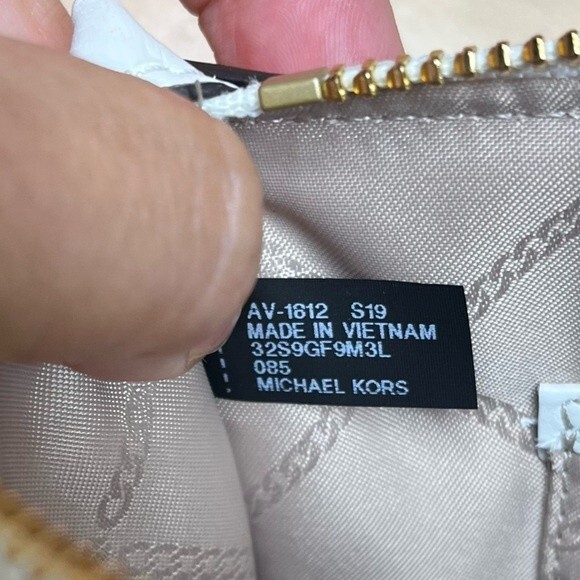 AV-1812 S19
MADE IN VIETNAM
32S9GF9M3L
085
MICHAEL KORS